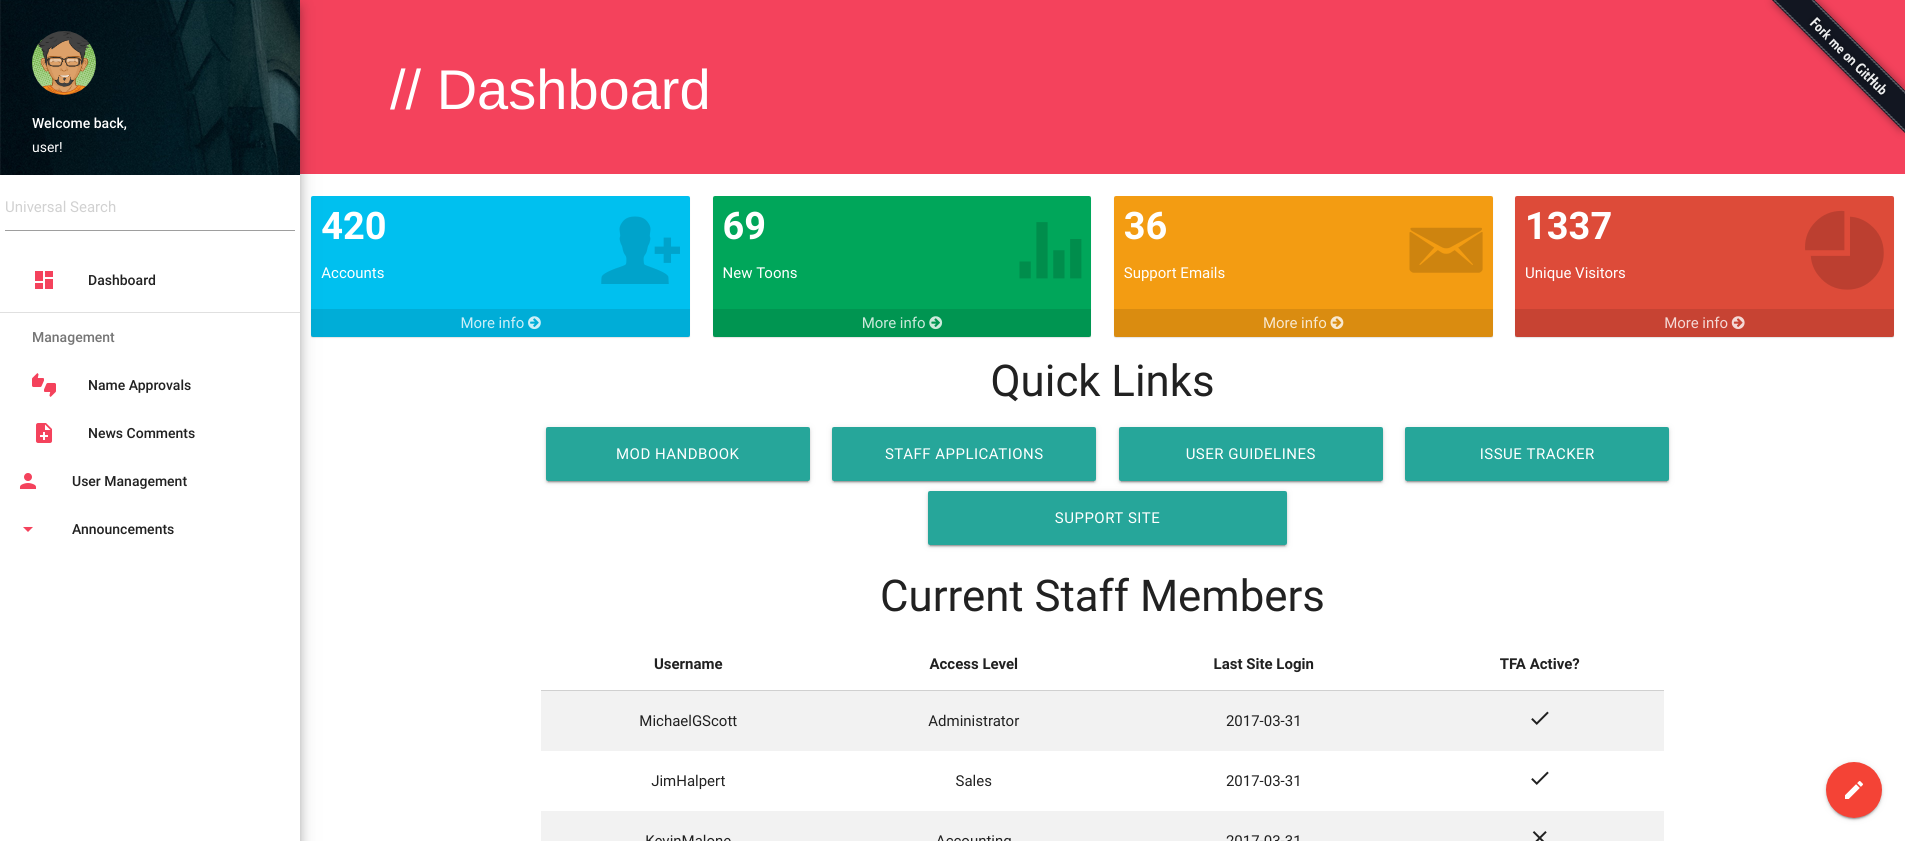 Welcome back,
user!
Universal Search
Dashboard
Management
Name Approvals
News Comments
User Management
Announcements
// Dashboard
Fork me on GitHub
420
Accounts
More info
69
New Toons
More info
36
Support Emails
More info
1337
Unique Visitors
More info
Quick Links
MOD HANDBOOK STAFF APPLICATIONS USER GUIDELINES ISSUE TRACKER
SUPPORT SITE
Current Staff Members
Username Access Level Last Site Login TFA Active?
MichaelGScott Administrator 2017-03-31
JimHalpert Sales 2017-03-31
KevinMalone Accounting 2017-03-31